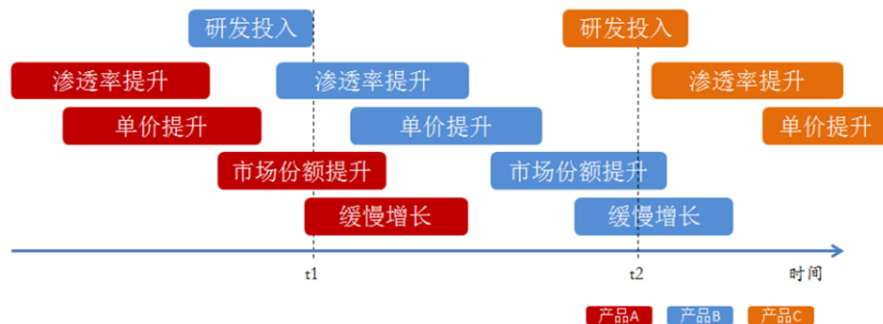 研发投入 研发投入
渗透率提升 渗透率提升 渗透率提升
单价提升 单价提升 单价提升
市场份额提升 市场份额提升
缓慢增长 缓慢增长
t1 t2 时间
产品A 产品B 产品C